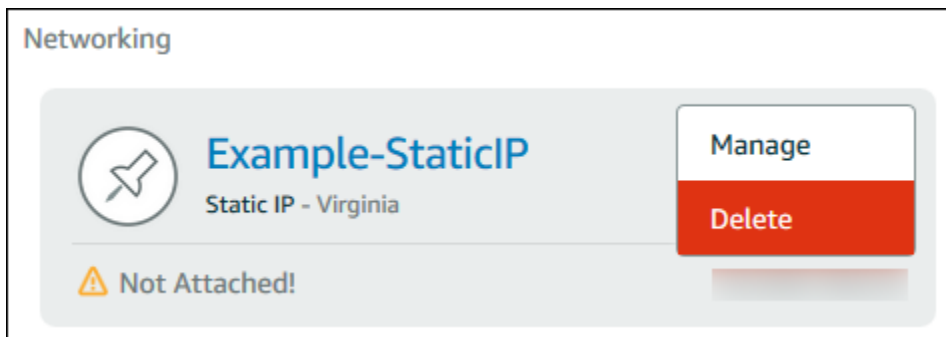 Networking
Example-StaticIP
Manage
Static IP - Virginia
Delete
Not Attached!